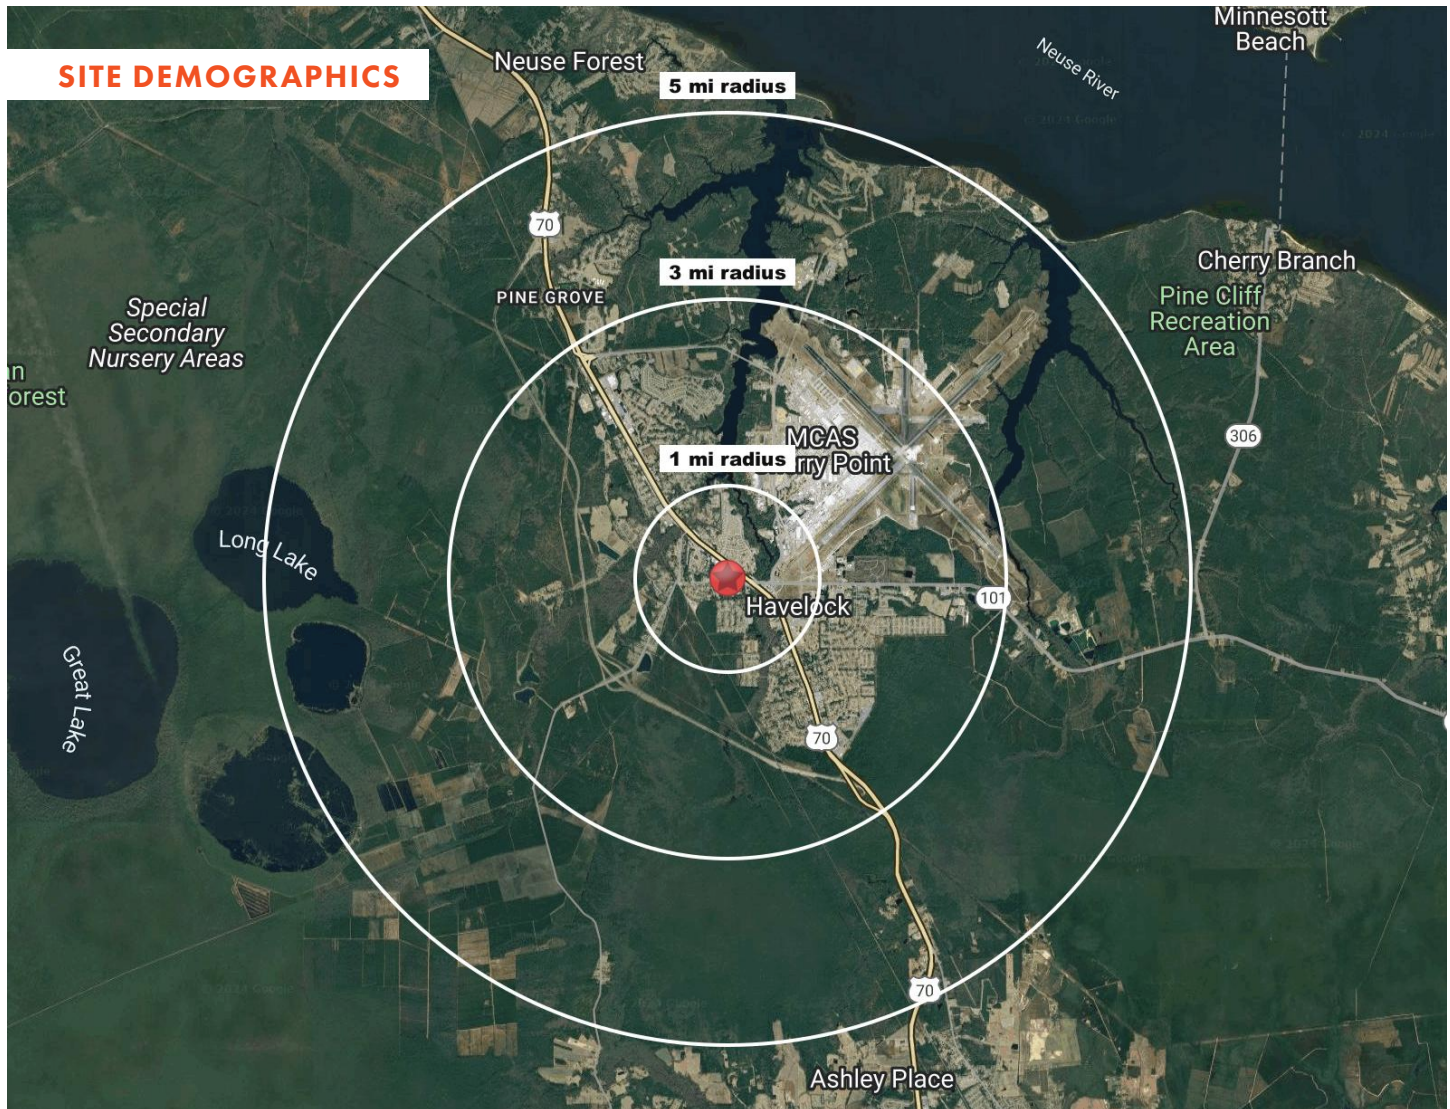 Minnesott
Beach
SITE DEMOGRAPHICS
Neuse Forest
Neuse River
5 mi radius
70
Cherry Branch
3 mi radius
PINE GROVE
Pine Cliff
Recreation
Area
Special
Secondary
Nursery Areas
orest
306
MCAS
rry Point
1 mi radius
Long Lake
101
Havelock
Great Lake
70
70
Ashley Place